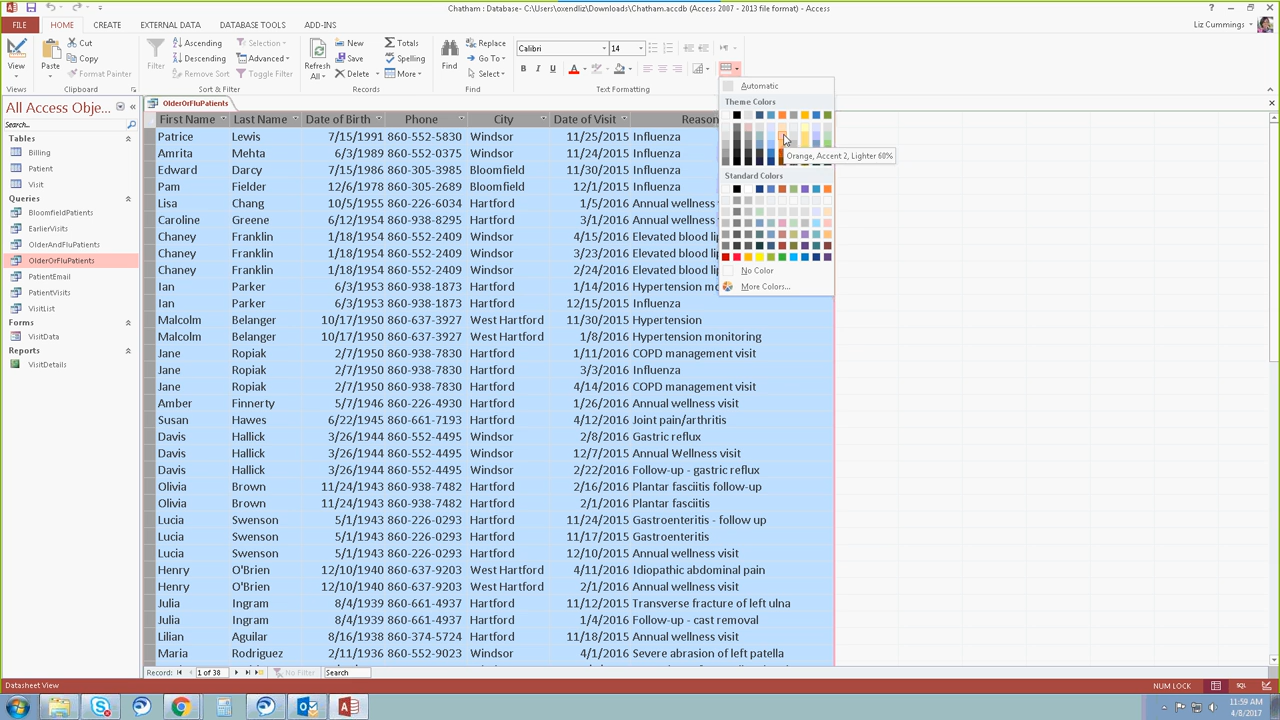 Chatham : Database- C:\Users\oxendliz\Downloads\Chatham.accdb (Access 2007 - 2013 file format) - Access
FILE HOME CREATE EXTERNAL DATA DATABASE TOOLS ADD-INS Liz Cummings
View Paste Cut Copy Format Painter
Filter Ascending Descending Remove Sort Selection Advanced Toggle Filter
Refresh All New Save Delete Totals Spelling More
Find Replace Go To Select
Calibri 14
B I U A
Views Clipboard Sort & Filter Records Find Text Formatting
Automatic
Theme Colors
Orange, Accent 2, Lighter 60%
Standard Colors
No Color
More Colors...
All Access Obje...
Search...
Tables
Billing
Patient
Visit
Queries
BloomfieldPatients
EarlierVisits
OlderAndFluPatients
OlderOrFluPatients
PatientEmail
PatientVisits
VisitList
Forms
VisitData
Reports
VisitDetails
OlderOrFluPatients
First Name Last Name Date of Birth Phone City Date of Visit Reason
Patrice Lewis 7/15/1991 860-552-5830 Windsor 11/25/2015 Influenza
Amrita Mehta 6/3/1989 860-374-0375 Windsor 11/24/2015 Influenza
Edward Darcy 7/15/1986 860-305-3985 Bloomfield 11/30/2015 Influenza
Pam Fielder 12/6/1978 860-305-2689 Bloomfield 12/1/2015 Influenza
Lisa Chang 10/5/1955 860-226-6034 Hartford 1/5/2016 Annual wellness
Caroline Greene 6/12/1954 860-938-8295 Hartford 3/1/2016 Annual wellness
Chaney Franklin 1/18/1954 860-552-2409 Windsor 4/15/2016 Elevated blood lip
Chaney Franklin 1/18/1954 860-552-2409 Windsor 3/23/2016 Elevated blood lip
Chaney Franklin 1/18/1954 860-552-2409 Windsor 2/24/2016 Elevated blood lip
Ian Parker 6/3/1953 860-938-1873 Hartford 1/14/2016 Hypertension mo
Ian Parker 6/3/1953 860-938-1873 Hartford 12/15/2015 Influenza
Malcolm Belanger 10/17/1950 860-637-3927 West Hartford 11/30/2015 Hypertension
Malcolm Belanger 10/17/1950 860-637-3927 West Hartford 1/8/2016 Hypertension monitoring
Jane Ropiak 2/7/1950 860-938-7830 Hartford 1/11/2016 COPD management visit
Jane Ropiak 2/7/1950 860-938-7830 Hartford 3/3/2016 Influenza
Jane Ropiak 2/7/1950 860-938-7830 Hartford 4/14/2016 COPD management visit
Amber Finnerty 5/7/1946 860-226-4930 Hartford 1/26/2016 Annual wellness visit
Susan Hawes 6/22/1945 860-661-7193 Hartford 4/12/2016 Joint pain/arthritis
Davis Hallick 3/26/1944 860-552-4495 Windsor 2/8/2016 Gastric reflux
Davis Hallick 3/26/1944 860-552-4495 Windsor 12/7/2015 Annual Wellness visit
Davis Hallick 3/26/1944 860-552-4495 Windsor 2/22/2016 Follow-up - gastric reflux
Olivia Brown 11/24/1943 860-938-7482 Hartford 2/16/2016 Plantar fasciitis follow-up
Olivia Brown 11/24/1943 860-938-7482 Hartford 2/1/2016 Plantar fasciitis
Lucia Swenson 5/1/1943 860-226-0293 Hartford 11/24/2015 Gastroenteritis - follow up
Lucia Swenson 5/1/1943 860-226-0293 Hartford 11/17/2015 Gastroenteritis
Lucia Swenson 5/1/1943 860-226-0293 Hartford 12/10/2015 Annual wellness visit
Henry O'Brien 12/10/1940 860-637-9203 West Hartford 4/11/2016 Idiopathic abdominal pain
Henry O'Brien 12/10/1940 860-637-9203 West Hartford 2/1/2016 Annual wellness visit
Julia Ingram 8/4/1939 860-661-4937 Hartford 11/12/2015 Transverse fracture of left ulna
Julia Ingram 8/4/1939 860-661-4937 Hartford 1/4/2016 Follow-up - cast removal
Lilian Aguilar 8/16/1938 860-374-5724 Hartford 11/18/2015 Annual wellness visit
Maria Rodriguez 2/11/1936 860-552-9023 Windsor 4/1/2016 Severe abrasion of left patella
Record: 1 of 38 No Filter Search
Datasheet View NUM LOCK SQL
11:59 AM
4/8/2017